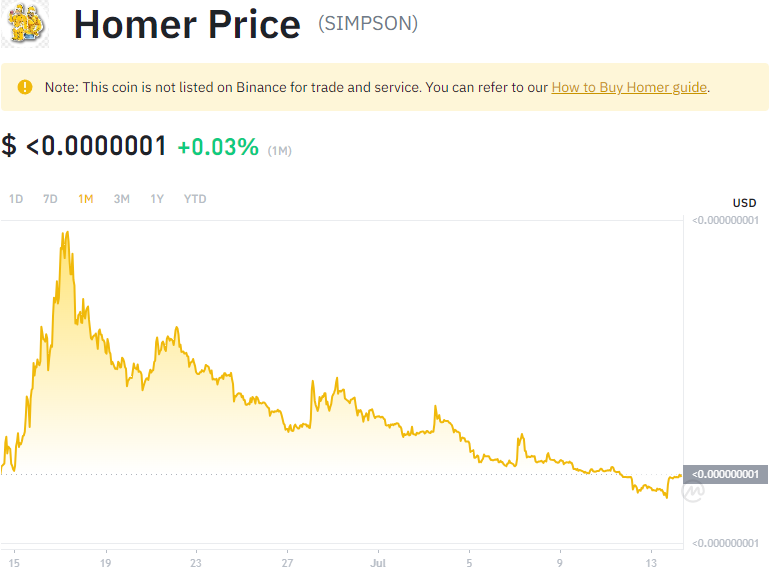 Homer Price (SIMPSON)
Note: This coin is not listed on Binance for trade and service. You can refer to our How to Buy Homer guide.
$ <0.0000001 +0.03% (1M)
1D 7D 1M 3M 1Y YTD
USD
<0.000000001
<0.000000001
<0.000000001
15 19 23 27 Jul 5 9 13